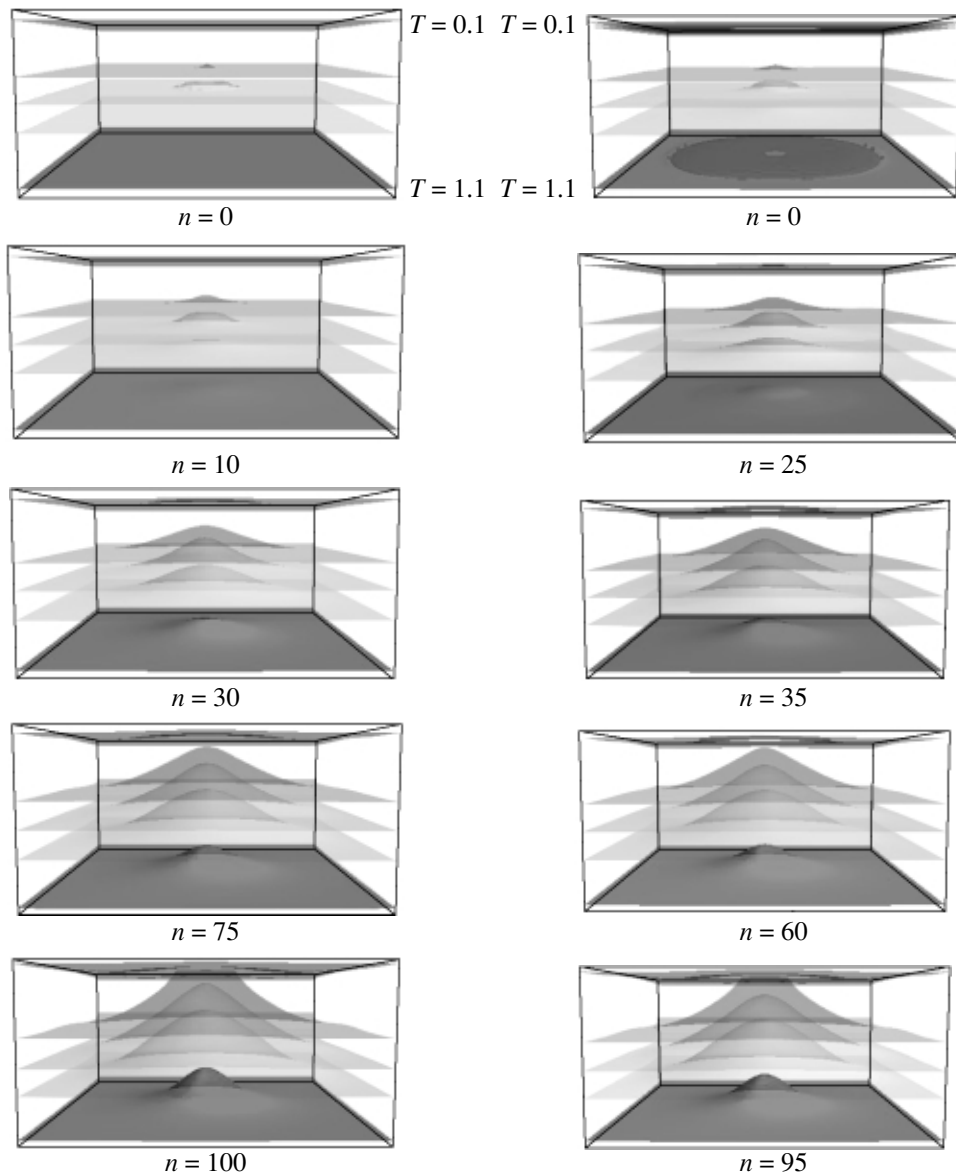 T = 0.1 T = 0.1
T = 1.1 T = 1.1
n = 0 n = 0
n = 10 n = 25
n = 30 n = 35
n = 75 n = 60
n = 100 n = 95